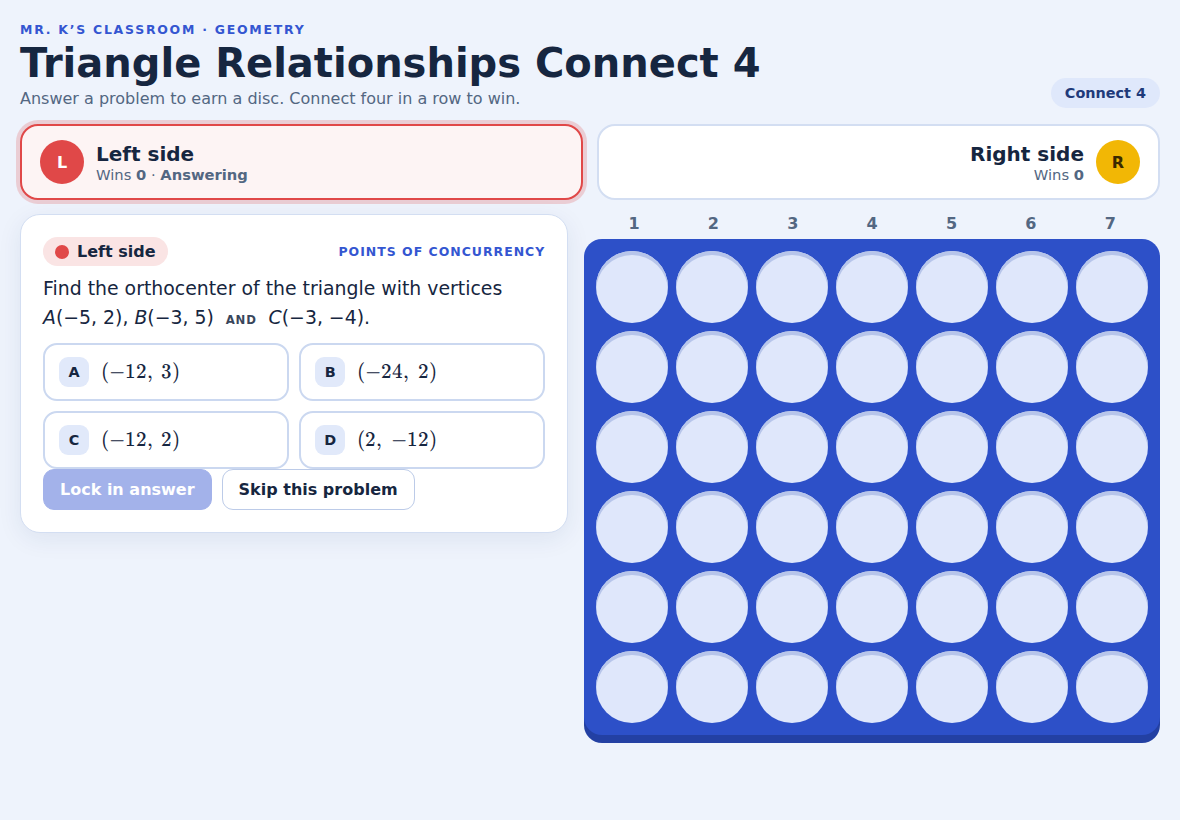 MR. K’S CLASSROOM · GEOMETRY
Triangle Relationships Connect 4
Answer a problem to earn a disc. Connect four in a row to win.
Connect 4
L
Left side
Wins 0 · Answering
Right side
Wins 0
R
Left side
POINTS OF CONCURRENCY
Find the orthocenter of the triangle with vertices
A(−5, 2), B(−3, 5) AND C(−3, −4).
A (−12, 3)
B (−24, 2)
C (−12, 2)
D (2, −12)
Lock in answer
Skip this problem
1 2 3 4 5 6 7